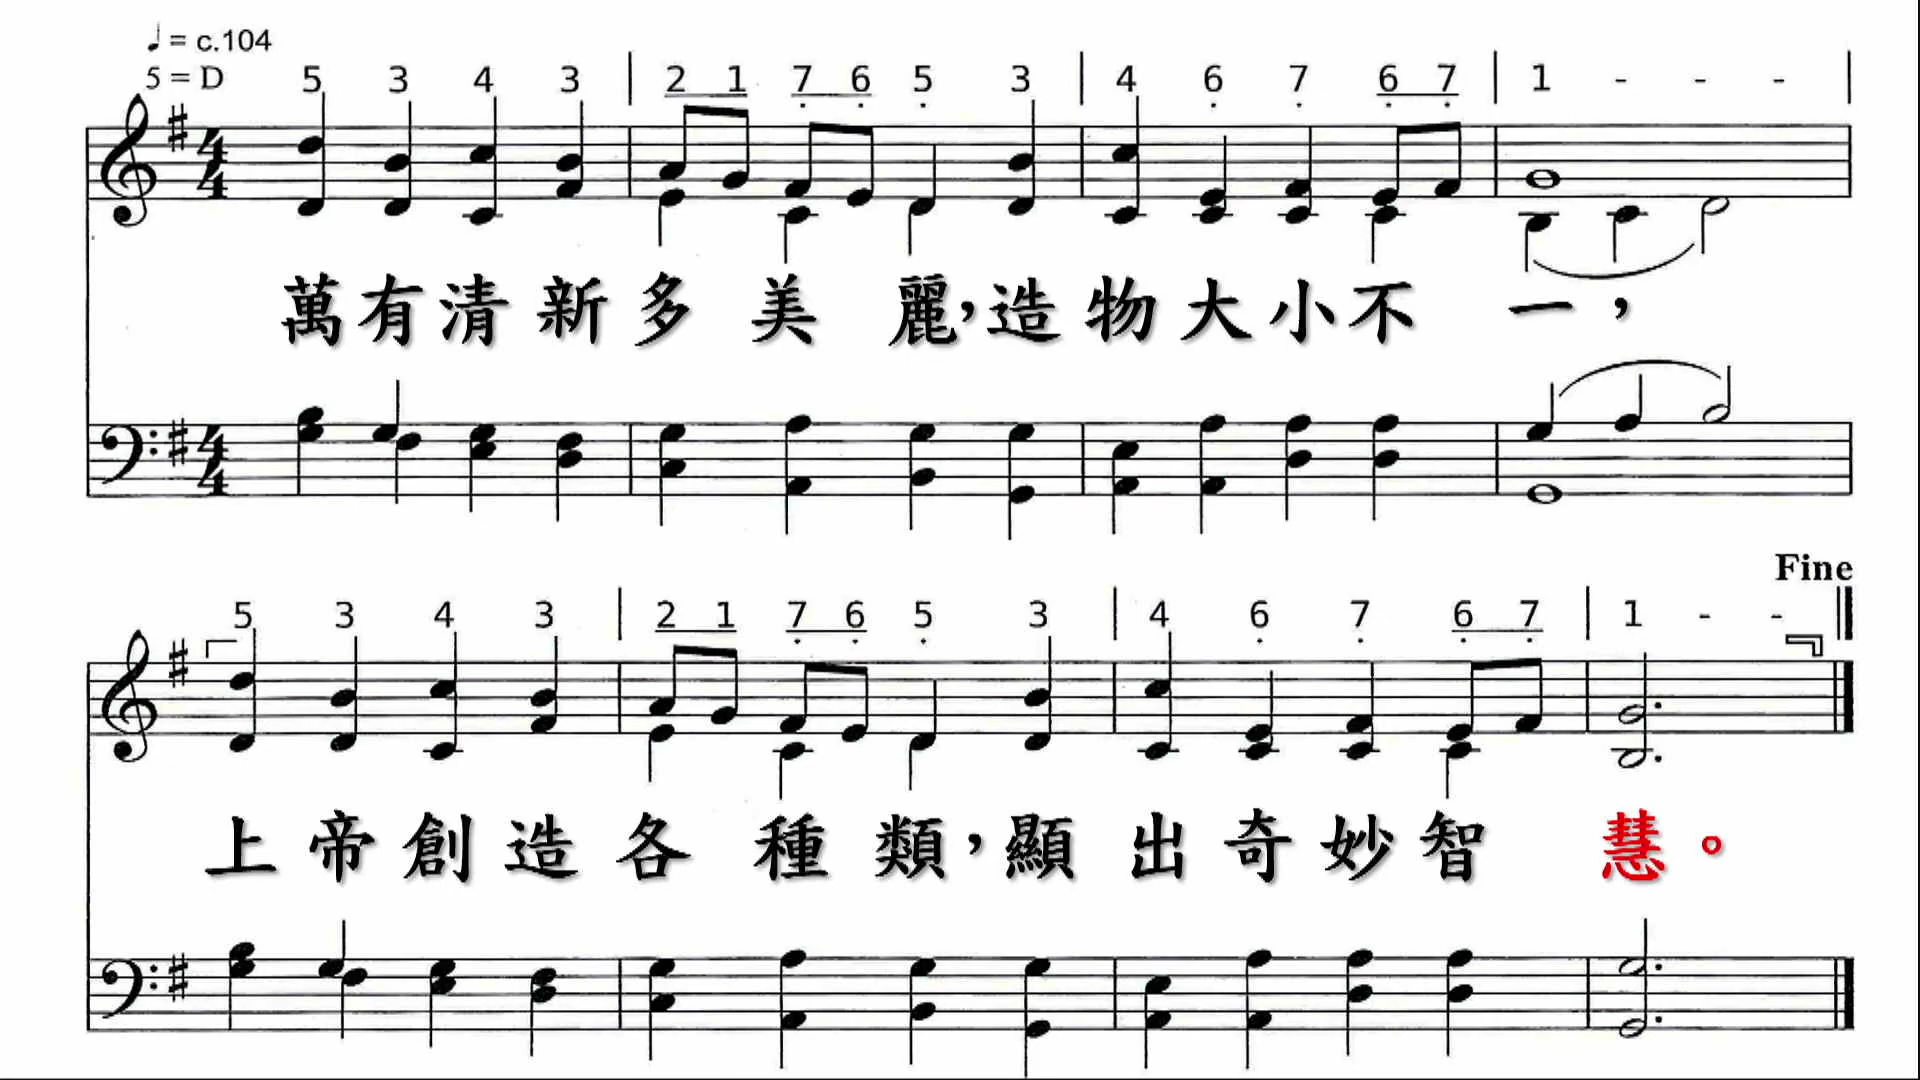 ♩ = c.104
5 = D 5 3 4 3 | 2 1 7̣ 6̣ 5̣ 3 | 4 6̣ 7̣ 6̣ 7̣ | 1 - - - |
萬有清新多美麗，造物大小不一，
Fine
5 3 4 3 | 2 1 7̣ 6̣ 5̣ 3 | 4 6̣ 7̣ 6̣ 7̣ | 1 - - ‖
上帝創造各種類，顯出奇妙智慧。